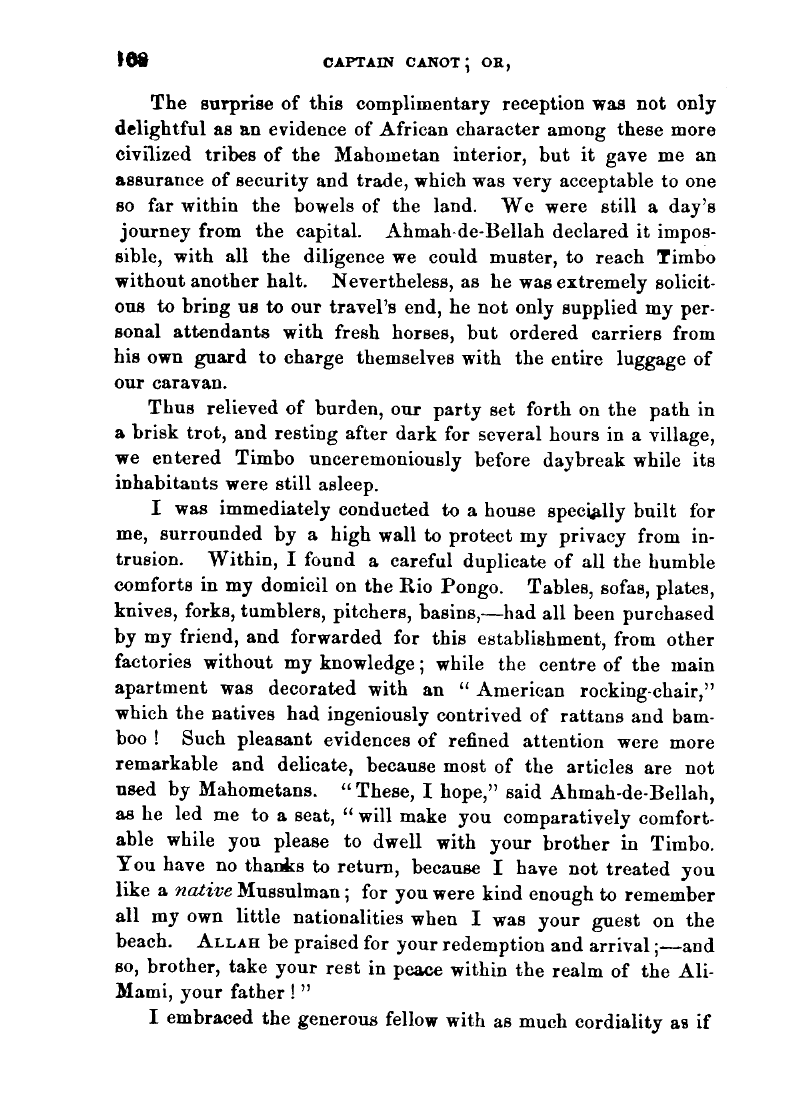 168 CAPTAIN CANOT; OR,
The surprise of this complimentary reception was not only
delightful as an evidence of African character among these more
civilized tribes of the Mahometan interior, but it gave me an
assurance of security and trade, which was very acceptable to one
so far within the bowels of the land. We were still a day's
journey from the capital. Ahmah-de-Bellah declared it impos-
sible, with all the diligence we could muster, to reach Timbo
without another halt. Nevertheless, as he was extremely solicit-
ous to bring us to our travel's end, he not only supplied my per-
sonal attendants with fresh horses, but ordered carriers from
his own guard to charge themselves with the entire luggage of
our caravan.
Thus relieved of burden, our party set forth on the path in
a brisk trot, and resting after dark for several hours in a village,
we entered Timbo unceremoniously before daybreak while its
inhabitants were still asleep.
I was immediately conducted to a house specially built for
me, surrounded by a high wall to protect my privacy from in-
trusion. Within, I found a careful duplicate of all the humble
comforts in my domicil on the Rio Pongo. Tables, sofas, plates,
knives, forks, tumblers, pitchers, basins,—had all been purchased
by my friend, and forwarded for this establishment, from other
factories without my knowledge; while the centre of the main
apartment was decorated with an "American rocking-chair,"
which the natives had ingeniously contrived of rattans and bam-
boo! Such pleasant evidences of refined attention were more
remarkable and delicate, because most of the articles are not
used by Mahometans. "These, I hope," said Ahmah-de-Bellah,
as he led me to a seat, "will make you comparatively comfort-
able while you please to dwell with your brother in Timbo.
You have no thanks to return, because I have not treated you
like a native Mussulman; for you were kind enough to remember
all my own little nationalities when I was your guest on the
beach. ALLAH be praised for your redemption and arrival;—and
so, brother, take your rest in peace within the realm of the Ali-
Mami, your father!"
I embraced the generous fellow with as much cordiality as if